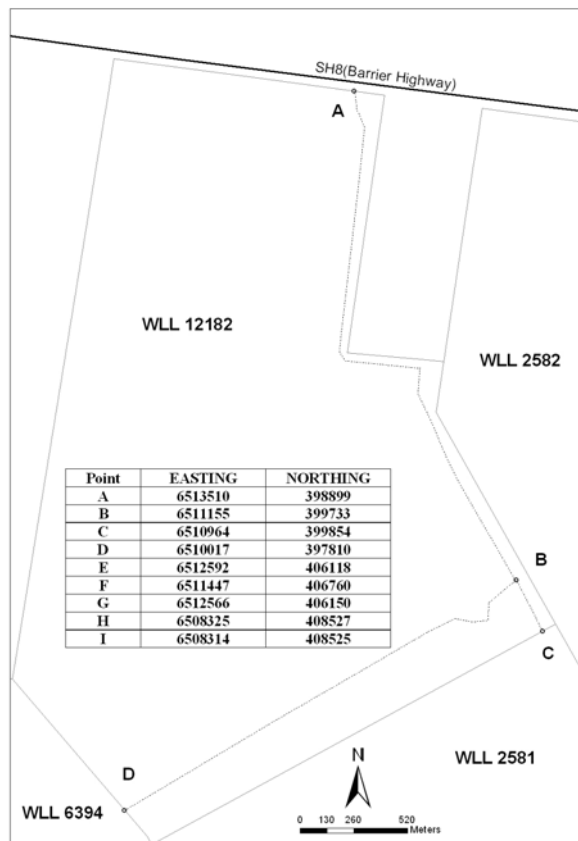 SH8(Barrier Highway)
A
WLL 12182
WLL 2582
Point EASTING NORTHING
A 6513510 398899
B 6511155 399733
C 6510964 399854
D 6510017 397810
E 6512592 406118
F 6511447 406760
G 6512566 406150
H 6508325 408527
I 6508314 408525
B
C
D
N
WLL 2581
WLL 6394
0 130 260 520
Meters